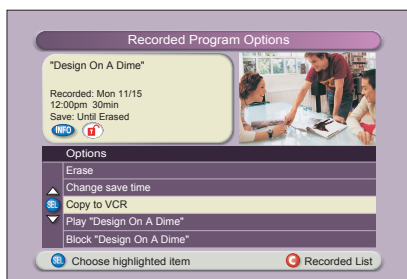 Recorded Program Options
"Design On A Dime"
Recorded: Mon 11/15
12:00pm 30min
Save: Until Erased
INFO
Options
Erase
Change save time
SEL Copy to VCR
Play "Design On A Dime"
Block "Design On A Dime"
SEL Choose highlighted item C Recorded List